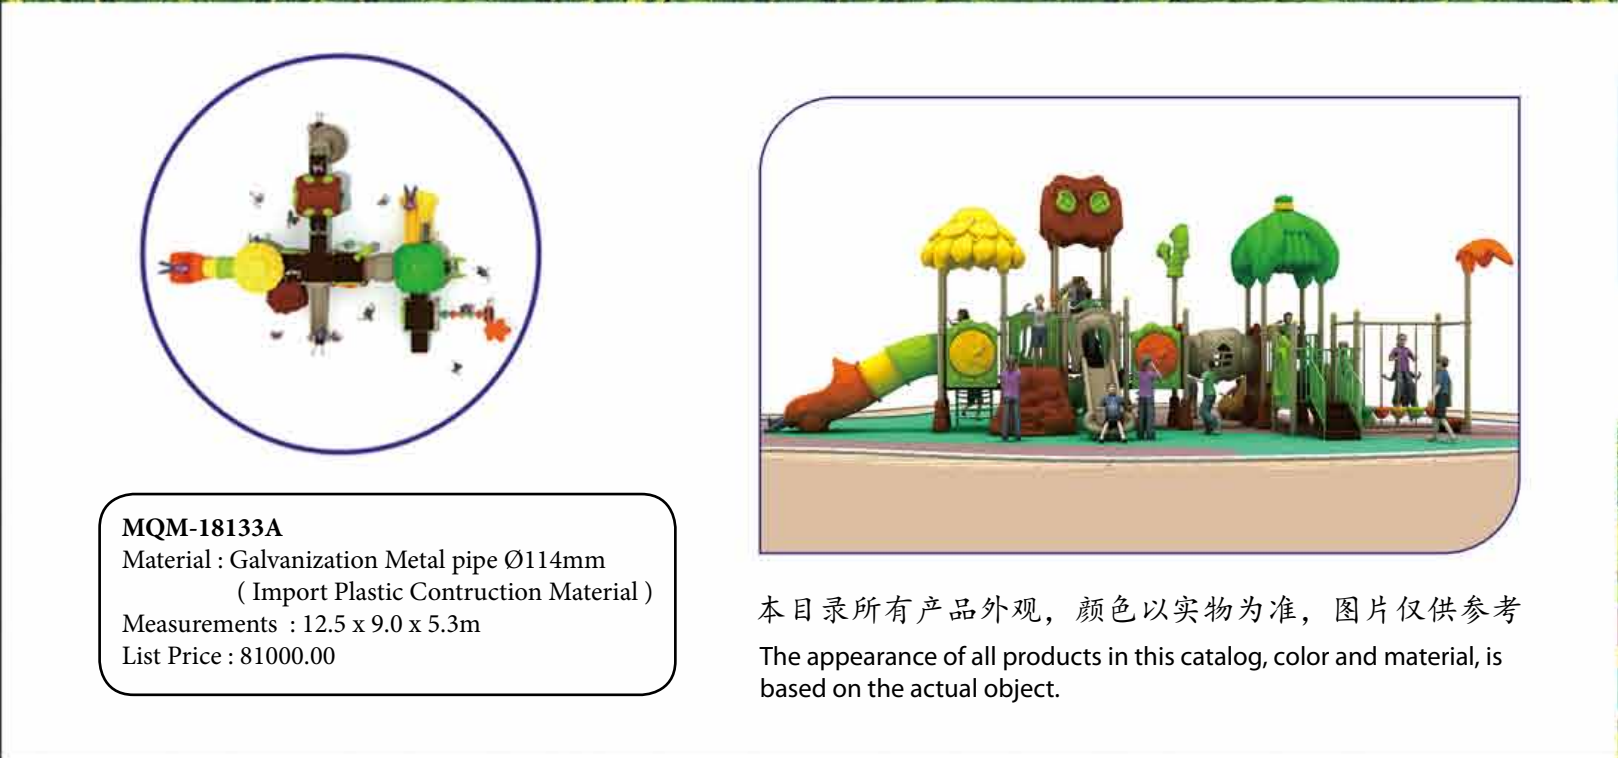 MQM-18133A
Material : Galvanization Metal pipe Ø114mm
( Import Plastic Contruction Material )
Measurements : 12.5 x 9.0 x 5.3m
List Price : 81000.00
本目录所有产品外观，颜色以实物为准，图片仅供参考
The appearance of all products in this catalog, color and material, is
based on the actual object.